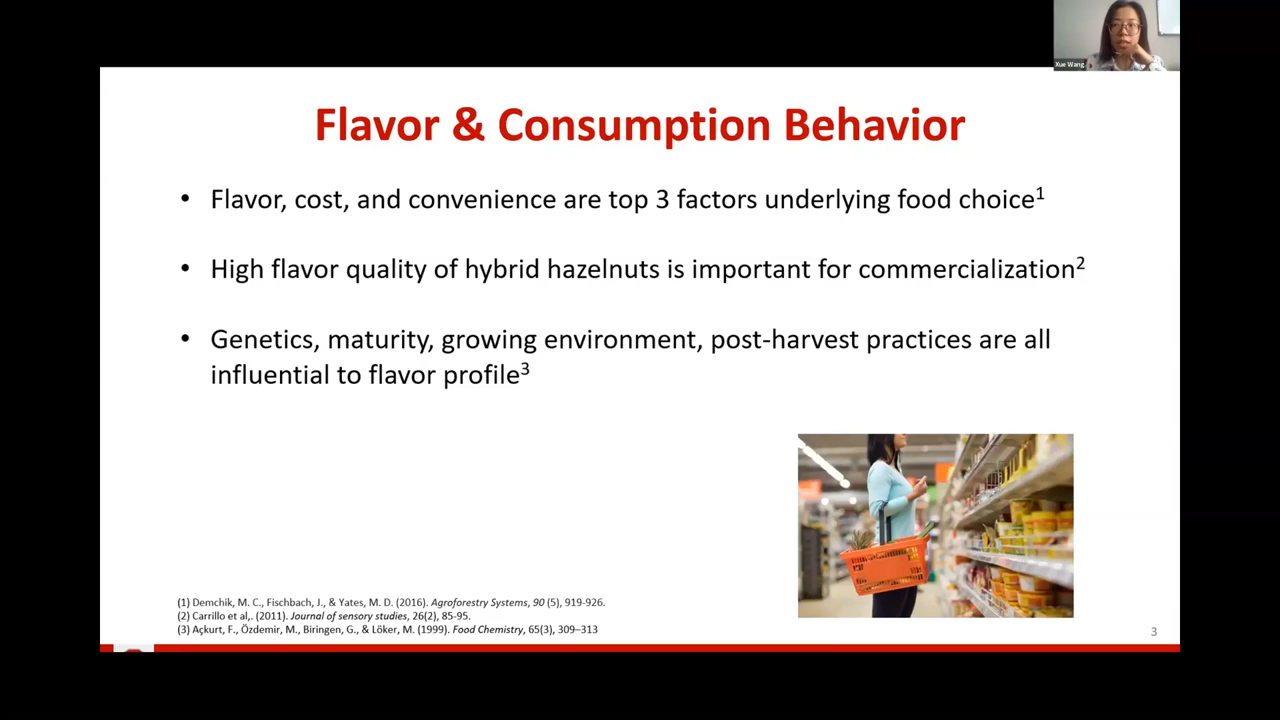 Xue Wang
Flavor & Consumption Behavior
• Flavor, cost, and convenience are top 3 factors underlying food choice¹
• High flavor quality of hybrid hazelnuts is important for commercialization²
• Genetics, maturity, growing environment, post-harvest practices are all
influential to flavor profile³
(1) Demchik, M. C., Fischbach, J., & Yates, M. D. (2016). Agroforestry Systems, 90 (5), 919-926.
(2) Carrillo et al,. (2011). Journal of sensory studies, 26(2), 85-95.
(3) Açkurt, F., Özdemir, M., Biringen, G., & Löker, M. (1999). Food Chemistry, 65(3), 309–313
3